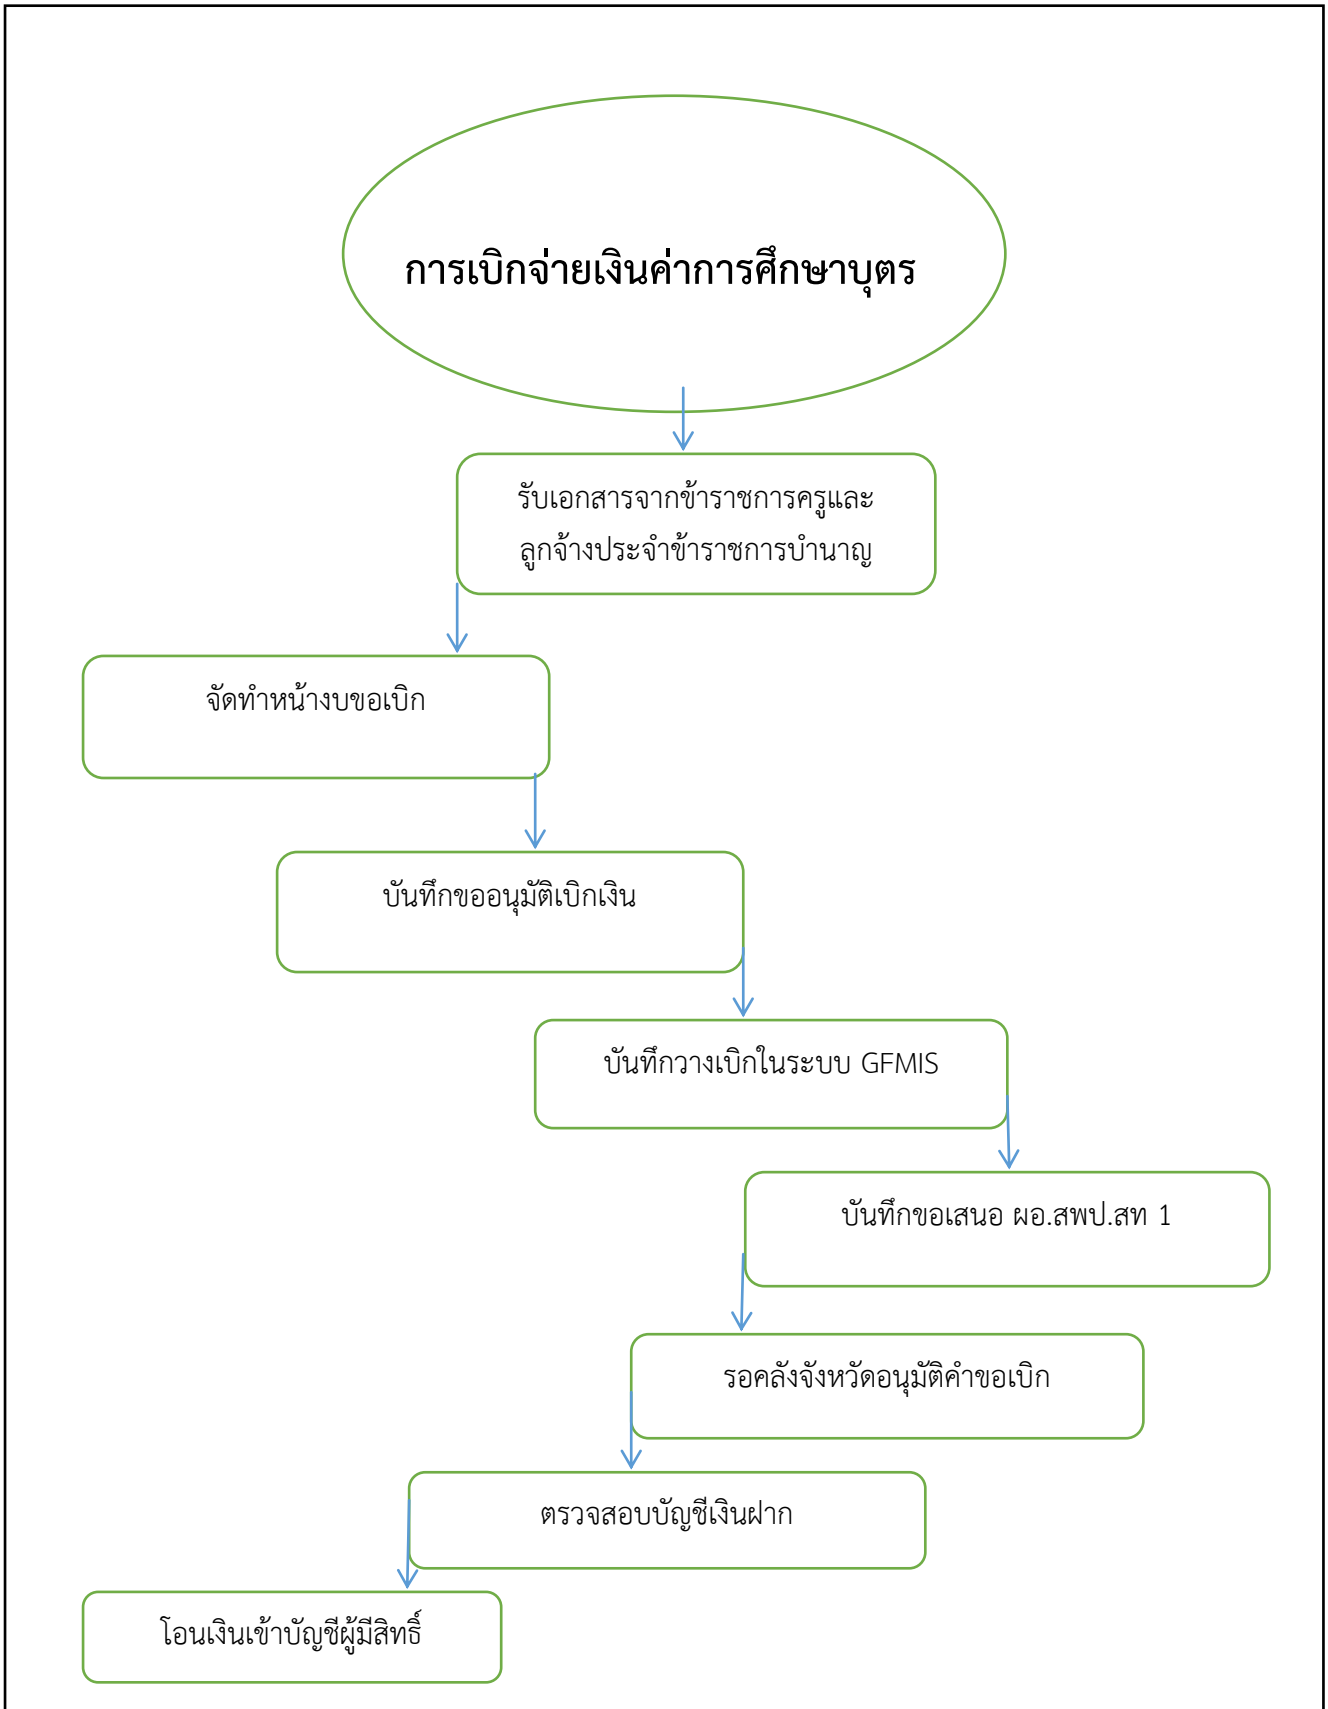 การเบิกจ่ายเงินค่าการศึกษาบุตร
รับเอกสารจากข้าราชการครูและ
ลูกจ้างประจำข้าราชการบำนาญ
จัดทำหน้างบขอเบิก
บันทึกขออนุมัติเบิกเงิน
บันทึกวางเบิกในระบบ GFMIS
บันทึกขอเสนอ ผอ.สพป.สท 1
รอคลังจังหวัดอนุมัติคำขอเบิก
ตรวจสอบบัญชีเงินฝาก
โอนเงินเข้าบัญชีผู้มีสิทธิ์